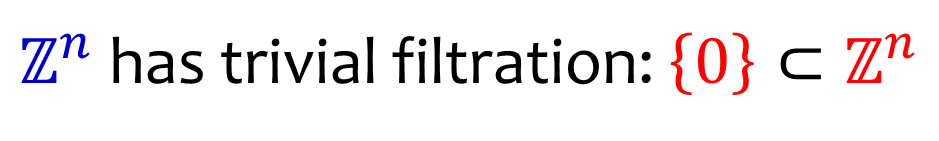 ℤⁿ has trivial filtration: {0} ⊂ ℤⁿ